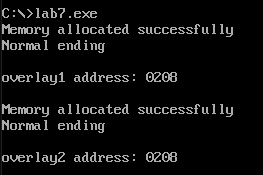 C:\>lab7.exe
Memory allocated successfully
Normal ending
overlay1 address: 0208
Memory allocated successfully
Normal ending
overlay2 address: 0208